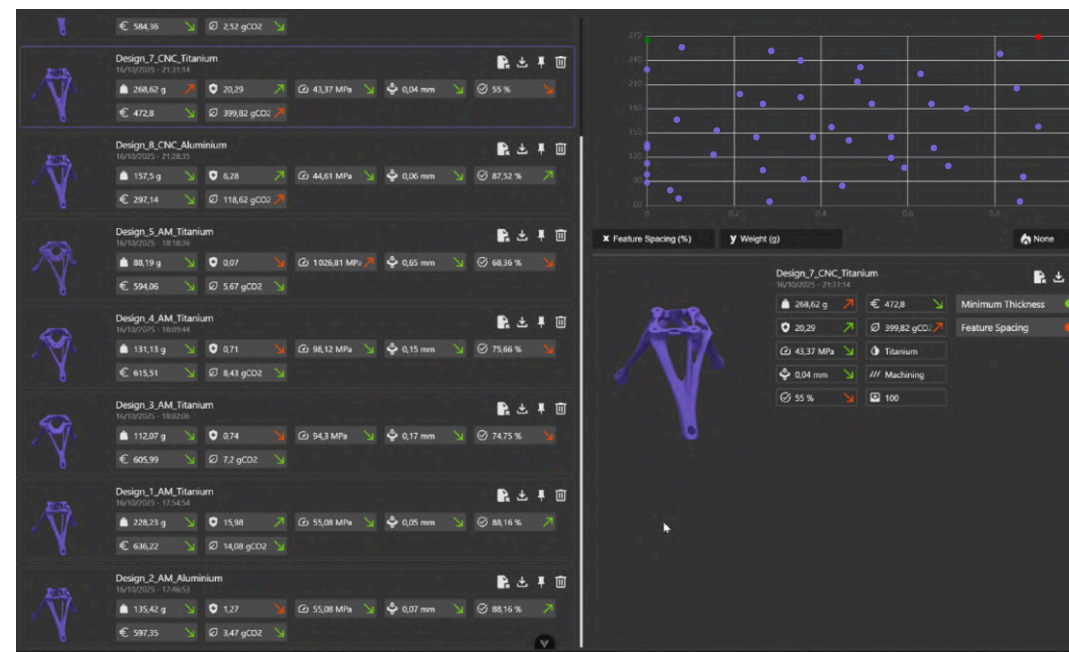 € 584,36 2,52 gCO2
Design_7_CNC_Titanium
16/10/2025 - 21:31:14
268,62 g 20,29 43,37 MPa 0,04 mm 55 %
€ 472,8 399,82 gCO2
Design_8_CNC_Aluminium
16/10/2025 - 21:28:35
157,5 g 6,28 44,61 MPa 0,06 mm 87,52 %
€ 297,14 118,62 gCO2
Design_5_AM_Titanium
16/10/2025 - 18:18:36
88,19 g 0,07 1026,81 MPa 0,65 mm 68,36 %
€ 594,06 5,67 gCO2
Design_4_AM_Titanium
16/10/2025 - 18:09:44
131,13 g 0,71 98,12 MPa 0,15 mm 75,66 %
€ 615,51 8,43 gCO2
Design_3_AM_Titanium
16/10/2025 - 18:02:06
112,07 g 0,74 94,3 MPa 0,17 mm 74,75 %
€ 605,99 7,2 gCO2
Design_1_AM_Titanium
16/10/2025 - 17:54:54
228,23 g 15,98 55,08 MPa 0,05 mm 88,16 %
€ 636,22 14,08 gCO2
Design_2_AM_Aluminium
16/10/2025 - 17:46:53
135,42 g 1,27 55,08 MPa 0,07 mm 88,16 %
€ 597,35 3,47 gCO2
270
240
210
180
150
120
90
60
0 0.2 0.4 0.6 0.8
X Feature Spacing (%) y Weight (g) None
Design_7_CNC_Titanium
16/10/2025 - 21:31:14
268,62 g € 472,8 Minimum Thickness
20,29 399,82 gCO2 Feature Spacing
43,37 MPa Titanium
0,04 mm Machining
55 % 100